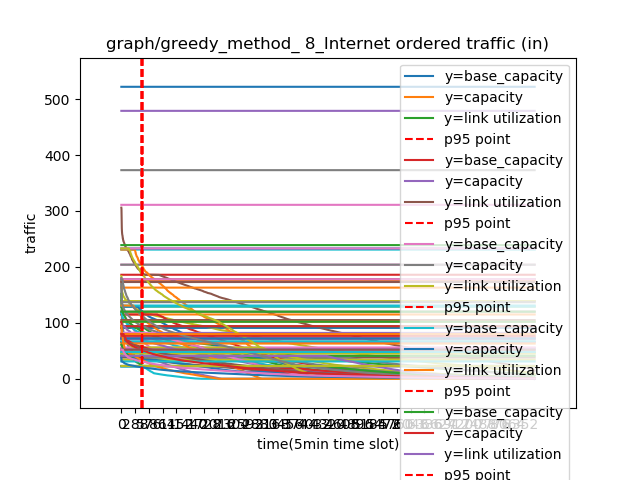 graph/greedy_method_ 8_Internet ordered traffic (in)
traffic
500
400
300
200
100
0
time(5min time slot)
y=base_capacity
y=capacity
y=link utilization
p95 point
y=base_capacity
y=capacity
y=link utilization
p95 point
y=base_capacity
y=capacity
y=link utilization
p95 point
y=base_capacity
y=capacity
y=link utilization
p95 point
y=base_capacity
y=capacity
y=link utilization
p95 point